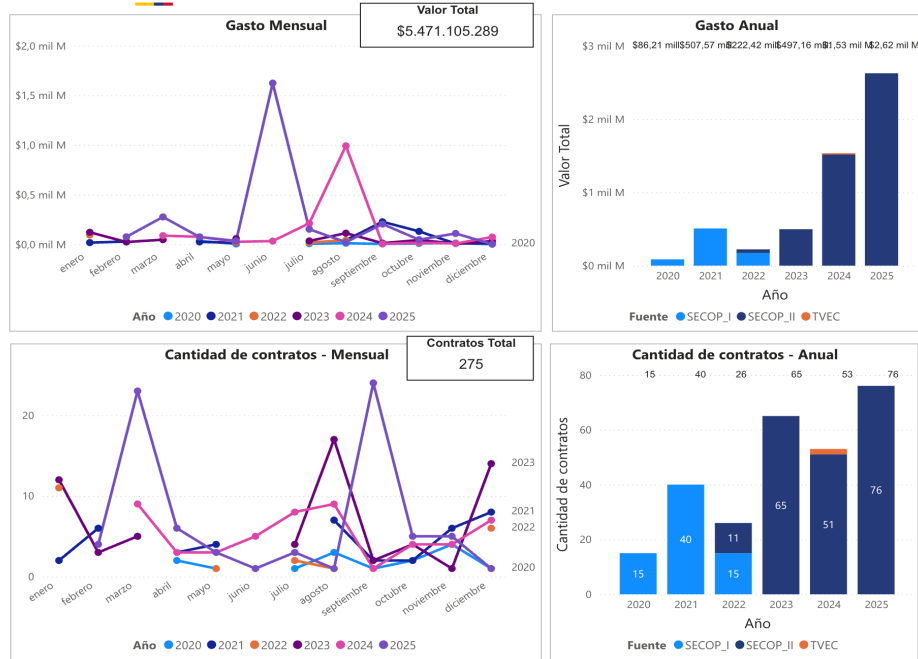 Gasto Mensual
Valor Total
$5.471.105.289
$2,0 mil M
$1,5 mil M
$1,0 mil M
$0,5 mil M
$0,0 mil M
2020
enero
febrero
marzo
abril
mayo
junio
julio
agosto
septiembre
octubre
noviembre
diciembre
Año 2020 2021 2022 2023 2024 2025
Gasto Anual
$3 mil M
$86,21 mill $507,57 mill $222,42 mill $497,16 mill $1,53 mil M $2,62 mil M
$2 mil M
$1 mil M
$0 mil M
Valor Total
2020 2021 2022 2023 2024 2025
Año
Fuente SECOP_I SECOP_II TVEC
Cantidad de contratos - Mensual
Contratos Total
275
20
10
0
2023
2021
2022
2020
enero
febrero
marzo
abril
mayo
junio
julio
agosto
septiembre
octubre
noviembre
diciembre
Año 2020 2021 2022 2023 2024 2025
Cantidad de contratos - Anual
80
15 40 26 65 53 76
60
40
20
0
Cantidad de contratos
15 40 15 11 65 51 76
2020 2021 2022 2023 2024 2025
Año
Fuente SECOP_I SECOP_II TVEC